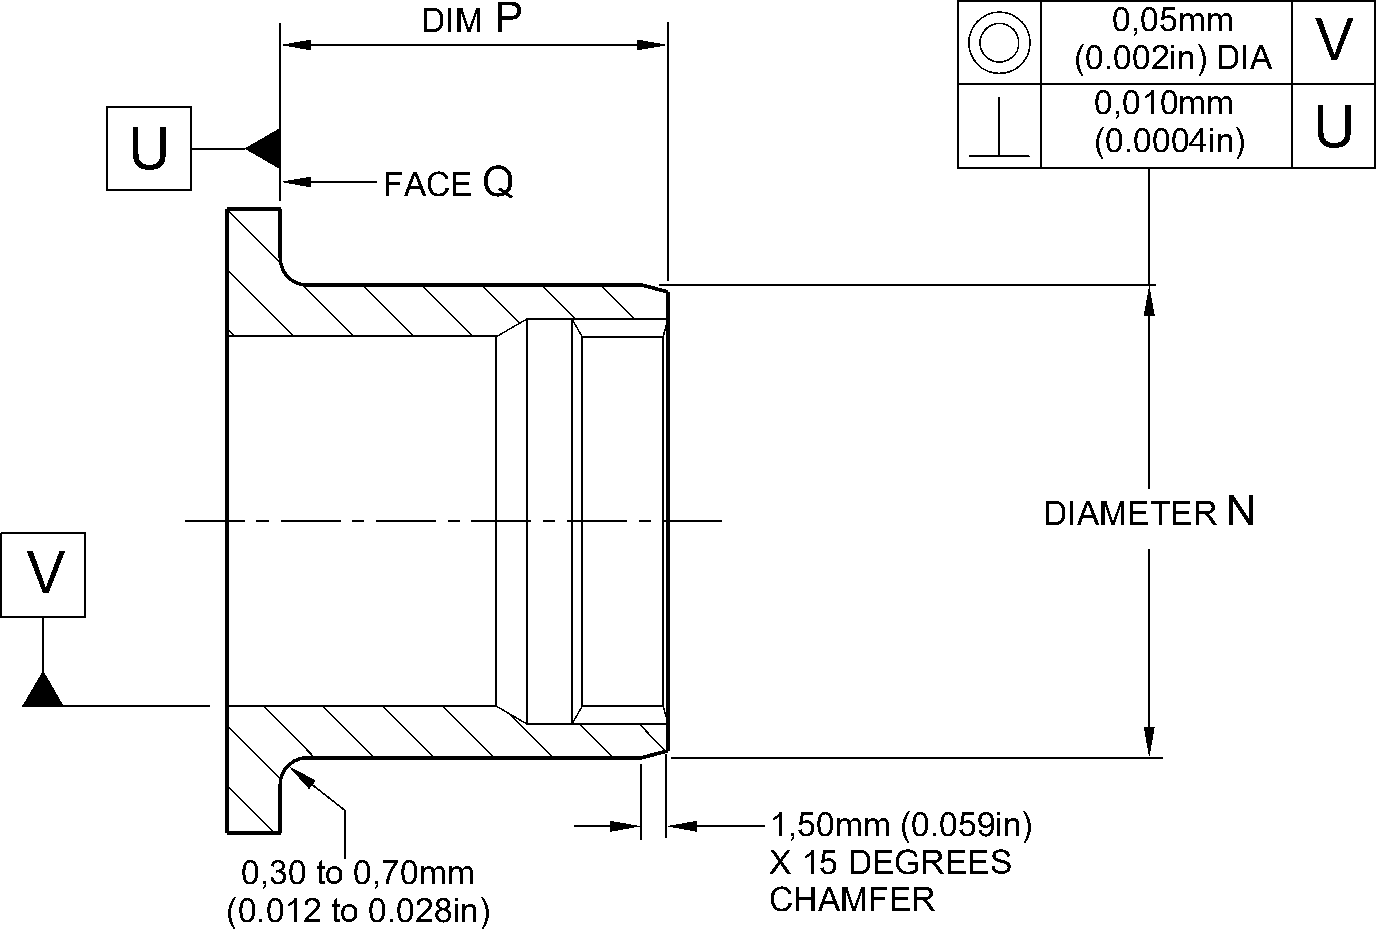 DIM P
0,05mm
(0.002in) DIA
V
0,010mm
(0.0004in)
U
U
FACE Q
DIAMETER N
V
1,50mm (0.059in)
X 15 DEGREES
CHAMFER
0,30 to 0,70mm
(0.012 to 0.028in)